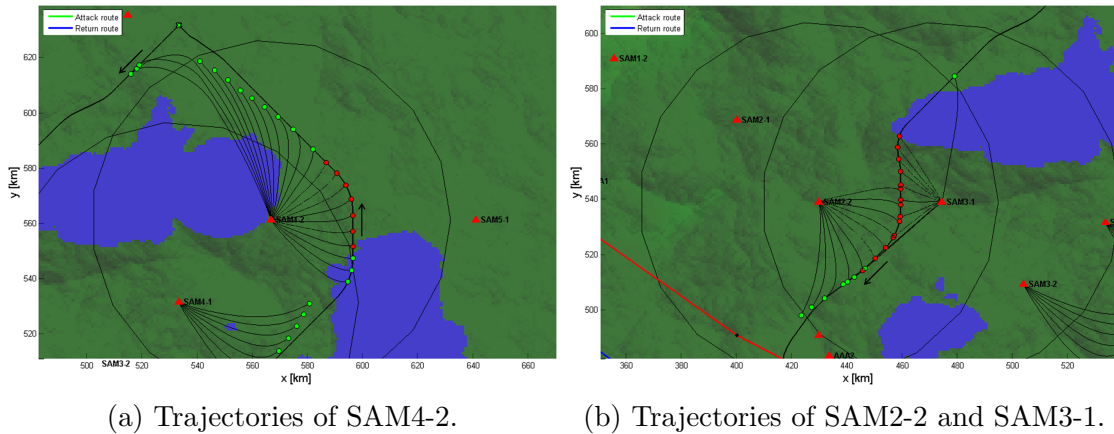 Attack route
Return route
SAM4-2
SAM5-1
SAM4-1
SAM3-2
620
600
580
560
540
520
y [km]
500
520
540
560
580
600
620
640
660
x [km]
(a) Trajectories of SAM4-2.
Attack route
Return route
SAM1-2
SAM2-1
A1
SAM2-2
SAM3-1
S
SAM3-2
AAA2
600
580
560
540
520
500
y [km]
360
380
400
420
440
460
480
500
520
x [km]
(b) Trajectories of SAM2-2 and SAM3-1.